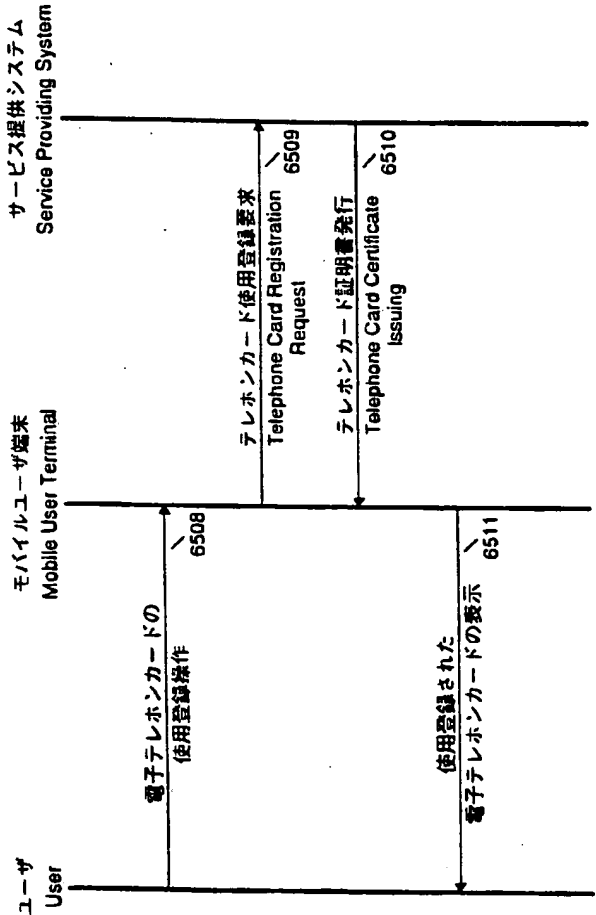 ユーザ
User
モバイルユーザ端末
Mobile User Terminal
サービス提供システム
Service Providing System
電子テレホンカードの
使用登録操作
6508
テレホンカード使用登録要求
6509
Telephone Card Registration
Request
テレホンカード証明書発行
6510
Telephone Card Certificate
Issuing
使用登録された
電子テレホンカードの表示
6511